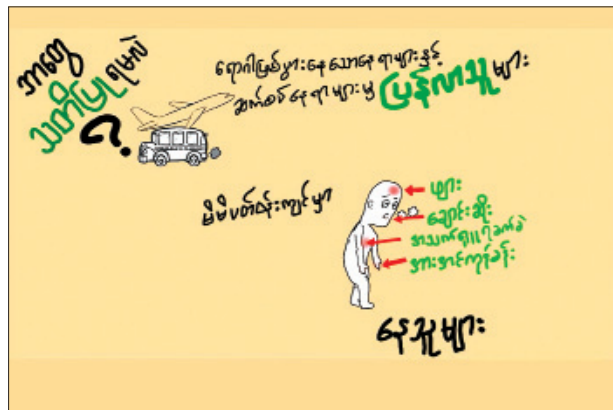 ဘာတွေ
သတိပြုရမလဲ
?
ရောဂါဖြစ်ပွားနေသောနေရာများနှင့်
ဆက်စပ်နေရာများမှ ပြန်လာသူများ
မိမိပတ်ဝန်းကျင်မှာ
ဖျား
ချောင်းဆိုး
အသက်ရှူရခက်ခဲ
အားအင်ကုန်ခန်း
နေသူများ